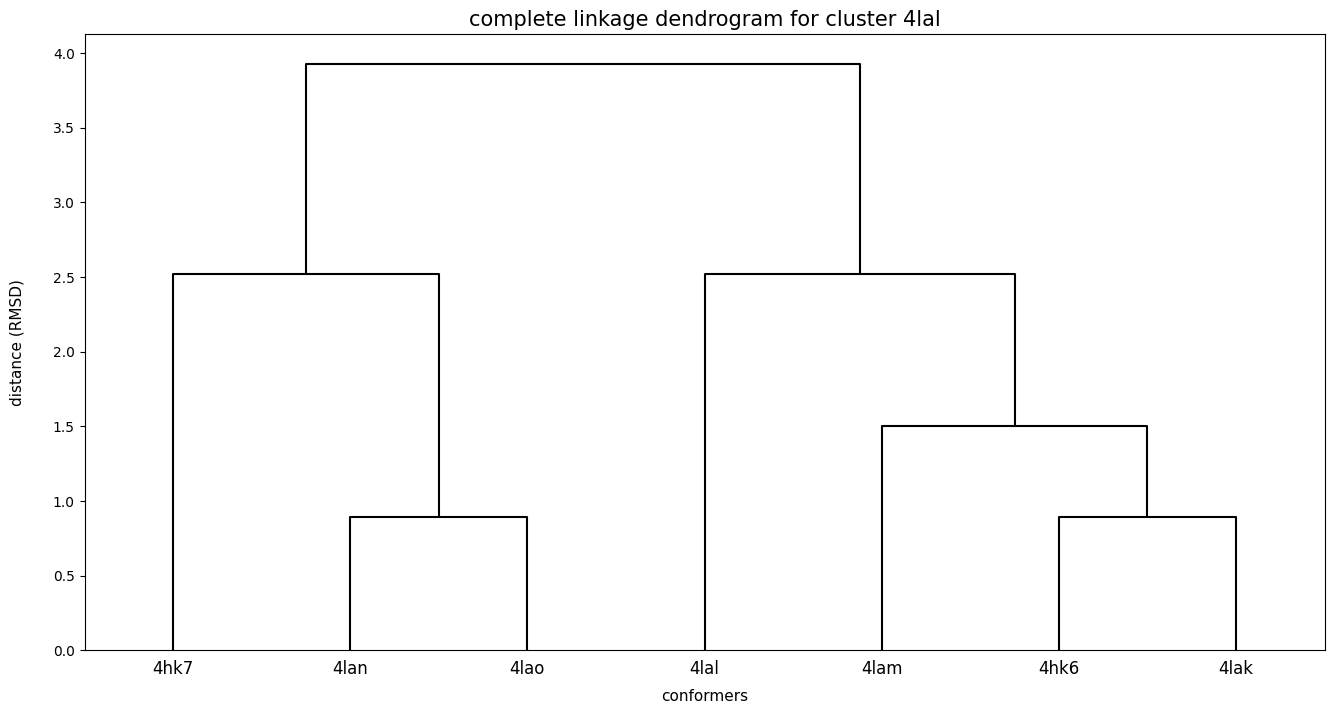 complete linkage dendrogram for cluster 4lal
4.0
3.5
3.0
2.5
2.0
1.5
1.0
0.5
0.0
distance (RMSD)
4hk7 4lan 4lao 4lal 4lam 4hk6 4lak
conformers